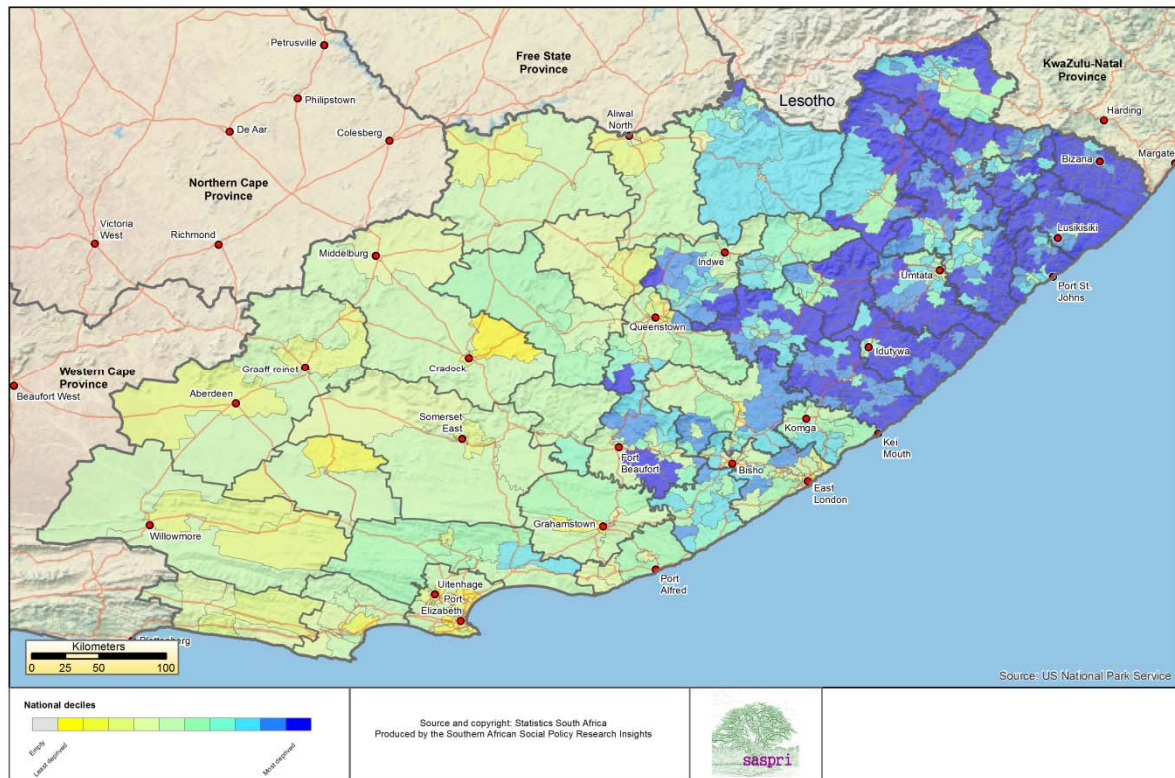 Petrusville
Free State
Province
KwaZulu-Natal
Province
Philipstown
Lesotho
Harding
De Aar
Colesberg
Aliwal
North
Margate
Bizana
Northern Cape
Province
Victoria
West
Richmond
Lusikisiki
Middelburg
Indwe
Umtata
Port St.
Johns
Queenstown
Idutywa
Western Cape
Province
Graaff-reinet
Cradock
Beaufort West
Aberdeen
Somerset
East
Komga
Kei
Mouth
Fort
Beaufort
Bisho
East
London
Willowmore
Grahamstown
Port
Alfred
Uitenhage
Port
Elizabeth
Kilometers
0 25 50 100
Source: US National Park Service
National deciles
Empty
Least deprived
Most deprived
Source and copyright: Statistics South Africa
Produced by the Southern African Social Policy Research Insights
saspri